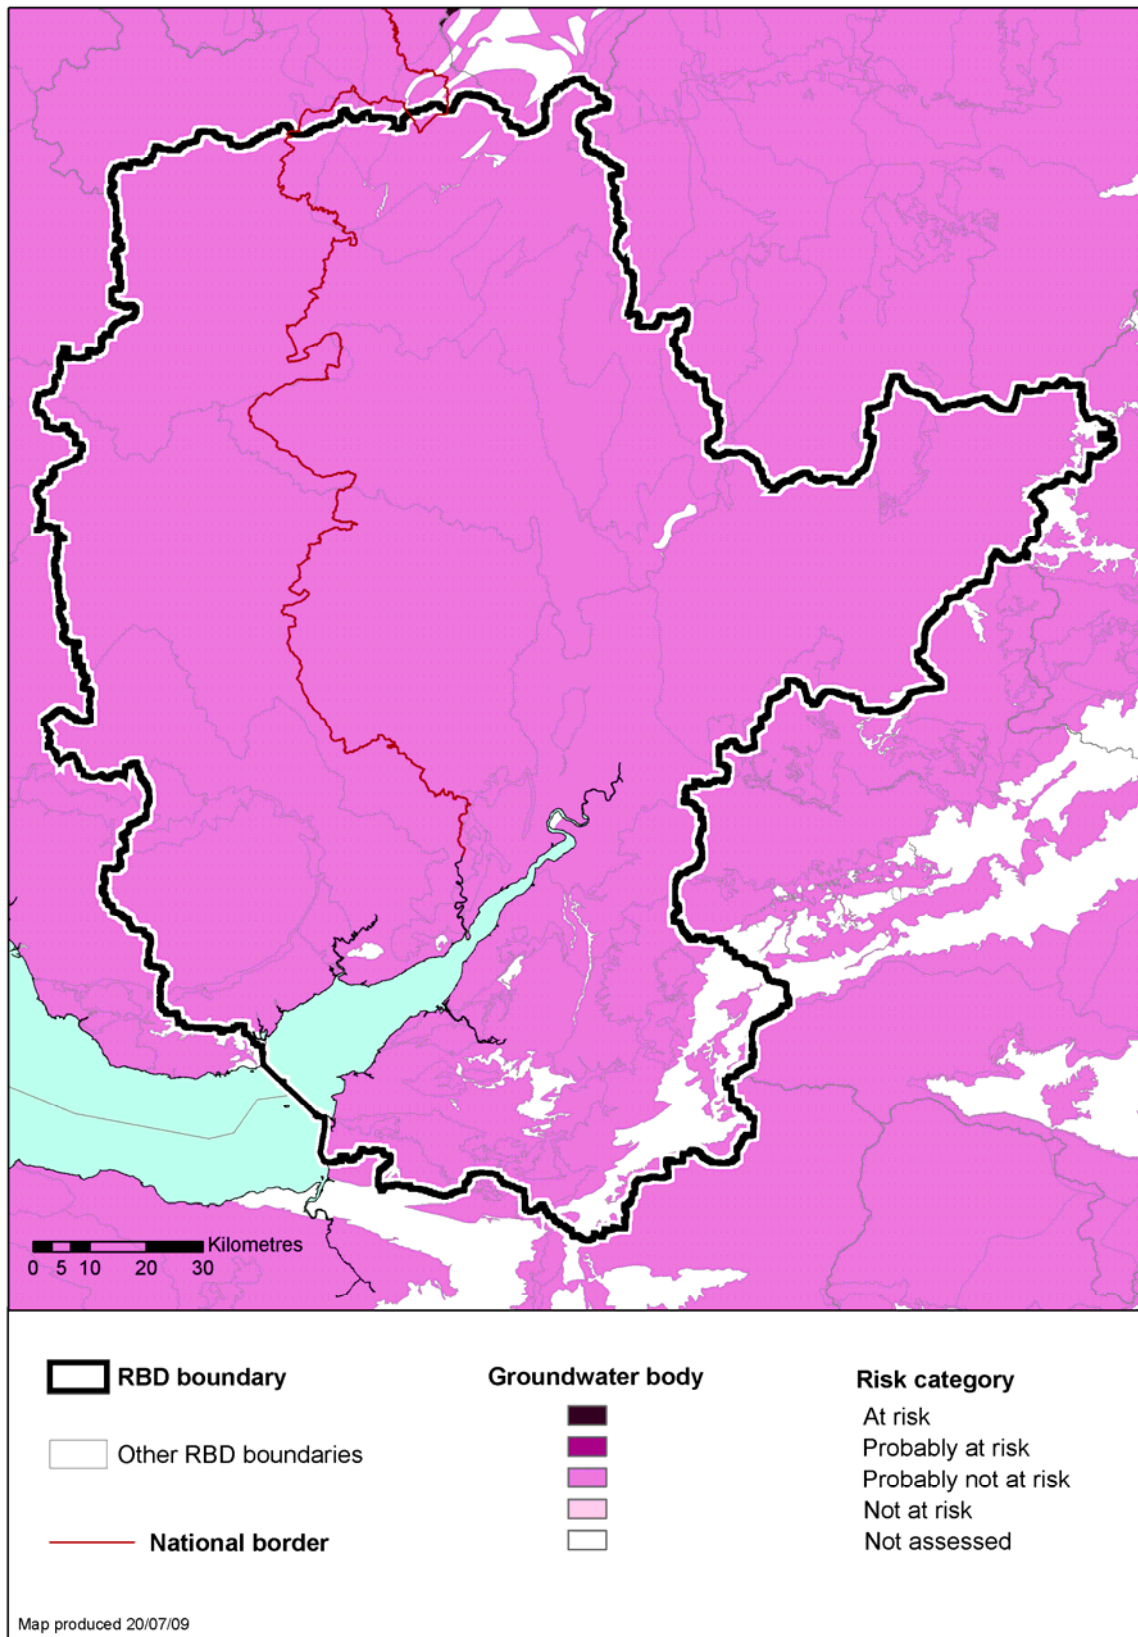 Kilometres
0 5 10 20 30
RBD boundary
Other RBD boundaries
National border
Groundwater body
Risk category
At risk
Probably at risk
Probably not at risk
Not at risk
Not assessed
Map produced 20/07/09